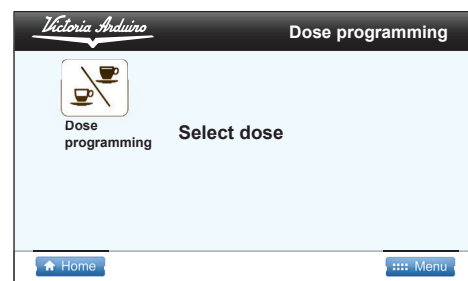 Victoria Arduino
Dose programming
Dose
programming
Select dose
Home
Menu